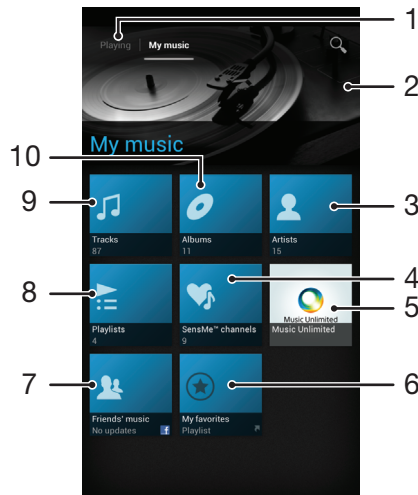 1
Playing My music
2
My music
10
9
3
Tracks
87
Albums
11
Artists
15
8
4
5
Playlists
4
SensMe™ channels
9
Music Unlimited
Music Unlimited
7
6
Friends' music
No updates
f
My favorites
Playlist